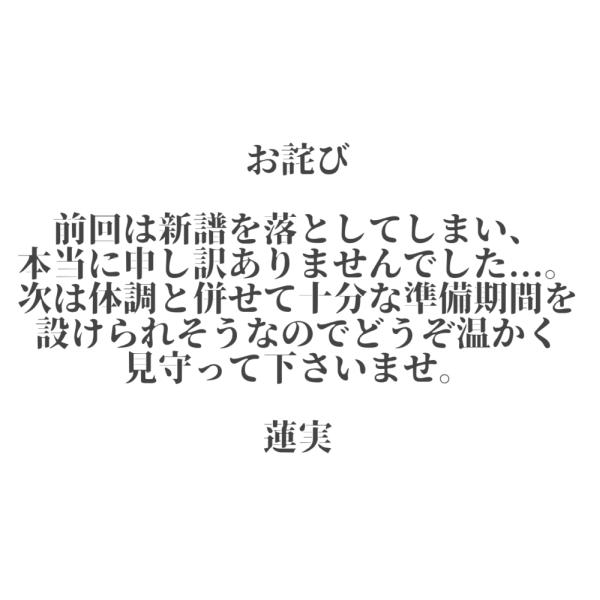 お詫び
前回は新譜を落としてしまい、
本当に申し訳ありませんでした…。
次は体調と併せて十分な準備期間を
設けられそうなのでどうぞ温かく
見守って下さいませ。
蓮実